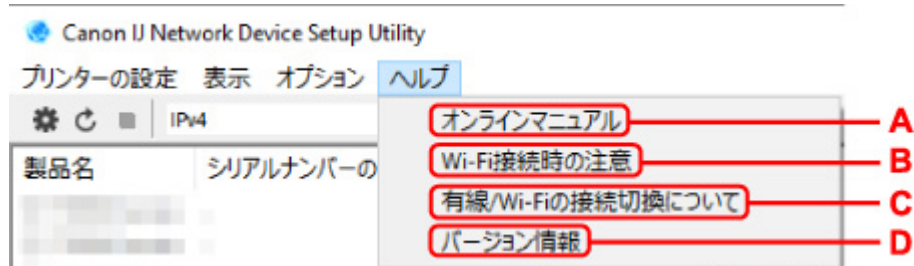 Canon IJ Network Device Setup Utility
プリンターの設定 表示 オプション ヘルプ
IPv4
オンラインマニュアル A
Wi-Fi接続時の注意 B
製品名 シリアルナンバーの
有線/Wi-Fiの接続切換について C
バージョン情報 D